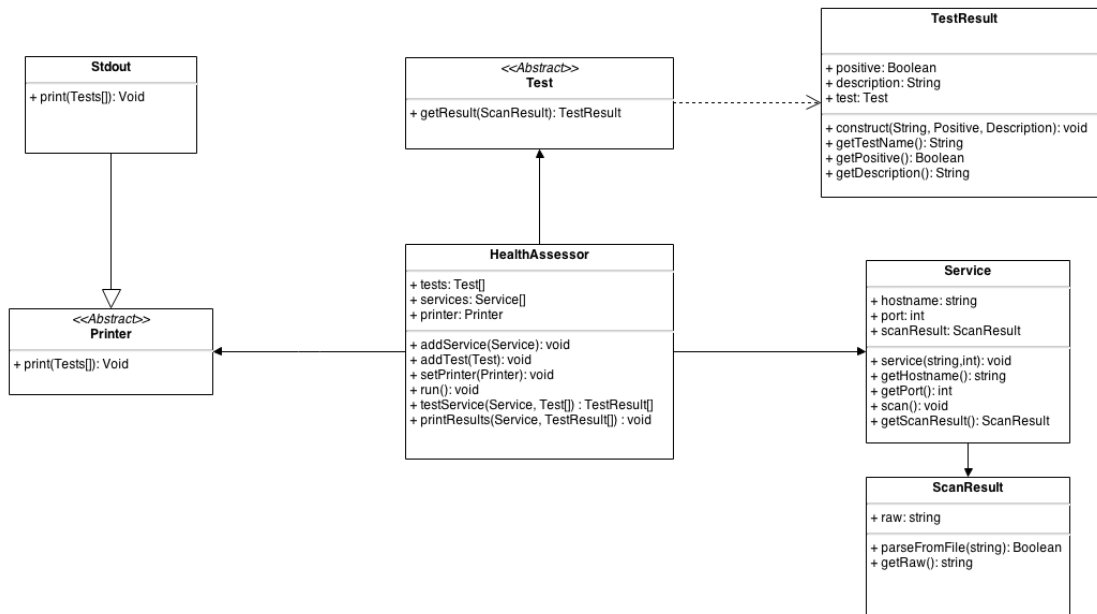 Stdout
+ print(Tests[]): Void
<<Abstract>>
Test
+ getResult(ScanResult): TestResult
TestResult
+ positive: Boolean
+ description: String
+ test: Test
+ construct(String, Positive, Description): void
+ getTestName(): String
+ getPositive(): Boolean
+ getDescription(): String
<<Abstract>>
Printer
+ print(Tests[]): Void
HealthAssessor
+ tests: Test[]
+ services: Service[]
+ printer: Printer
+ addService(Service): void
+ addTest(Test): void
+ setPrinter(Printer): void
+ run(): void
+ testService(Service, Test[]) : TestResult[]
+ printResults(Service, TestResult[]) : void
Service
+ hostname: string
+ port: int
+ scanResult: ScanResult
+ service(string,int): void
+ getHostname(): string
+ getPort(): int
+ scan(): void
+ getScanResult(): ScanResult
ScanResult
+ raw: string
+ parseFromFile(string): Boolean
+ getRaw(): string